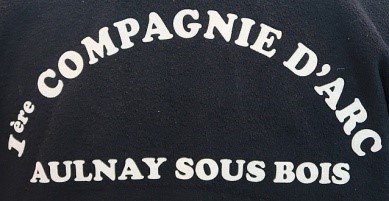 1ère COMPAGNIE D'ARC
AULNAY SOUS BOIS